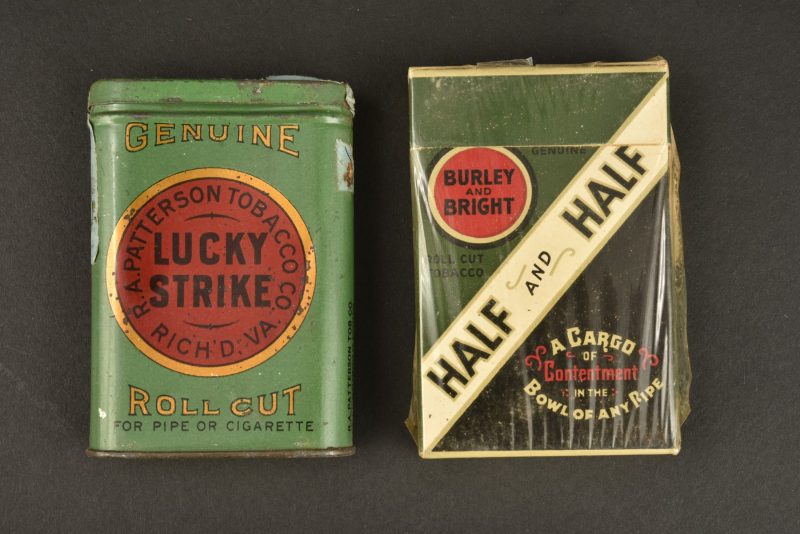 GENUINE
R.A. PATTERSON TOBACCO CO.
LUCKY
STRIKE
RICH'D, VA.
ROLL CUT
FOR PIPE OR CIGARETTE
R.A. PATTERSON TOB CO
GENUINE
BURLEY
AND
BRIGHT
ROLL CUT
TOBACCO
HALF AND HALF
A CARGO
OF
Contentment
IN THE
BOWL OF ANY PIPE